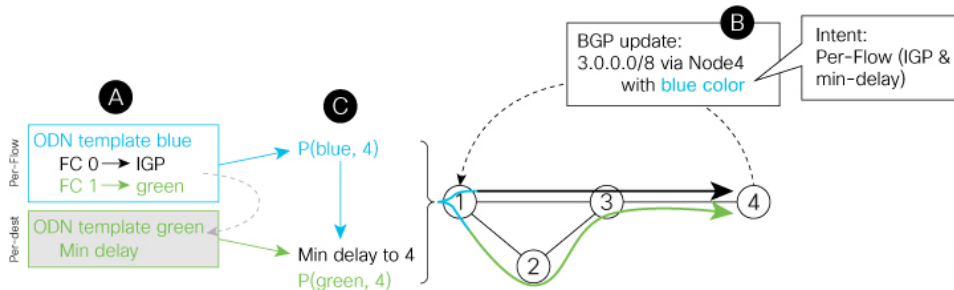 A
Per-Flow
ODN template blue
FC 0 → IGP
FC 1 → green
Per-dest
ODN template green
Min delay
C
P(blue, 4)
Min delay to 4
P(green, 4)
B
BGP update:
3.0.0.0/8 via Node4
with blue color
Intent:
Per-Flow (IGP &
min-delay)
1
3
4
2